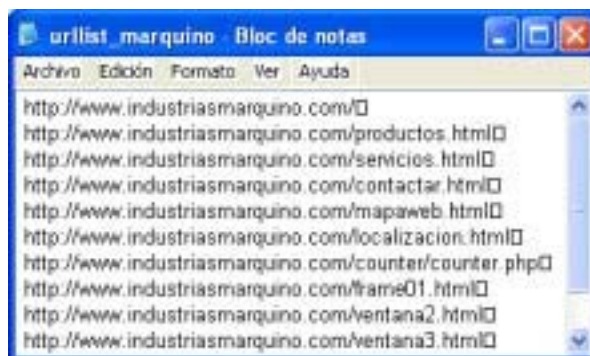 urllist_marquino - Bloc de notas
Archivo Edición Formato Ver Ayuda
http://www.industriasmarquino.com/□
http://www.industriasmarquino.com/productos.html□
http://www.industriasmarquino.com/servicios.html□
http://www.industriasmarquino.com/contactar.html□
http://www.industriasmarquino.com/mapaweb.html□
http://www.industriasmarquino.com/localizacion.html□
http://www.industriasmarquino.com/counter/counter.php□
http://www.industriasmarquino.com/frame01.html□
http://www.industriasmarquino.com/ventana2.html□
http://www.industriasmarquino.com/ventana3.html□